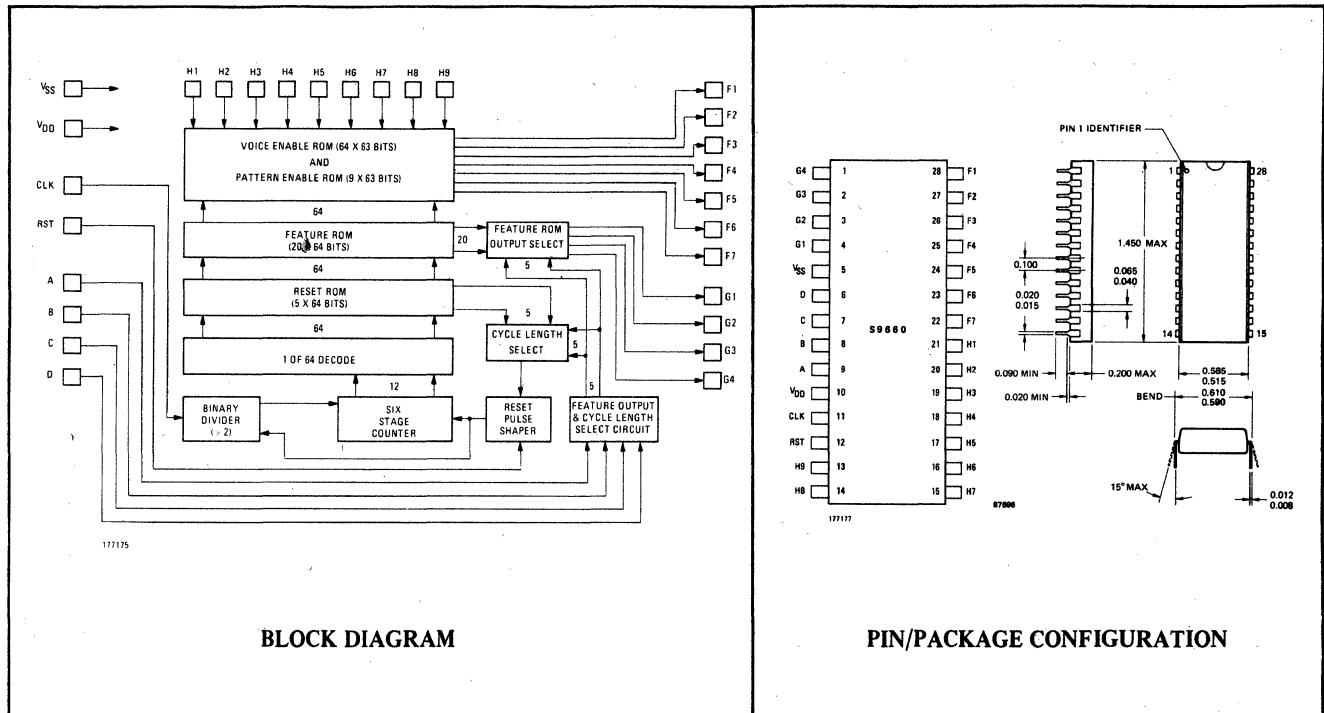 H1 H2 H3 H4 H5 H6 H7 H8 H9
VSS
VDD
CLK
RST
A
B
C
D
VOICE ENABLE ROM (64 X 63 BITS)
AND
PATTERN ENABLE ROM (9 X 63 BITS)
64
FEATURE ROM
64 BITS)
20
FEATURE ROM
OUTPUT SELECT
64
5
5
RESET ROM
(5 X 64 BITS)
5
64
CYCLE LENGTH
SELECT
5
1 OF 64 DECODE
12
5
BINARY
DIVIDER
2)
SIX
STAGE
COUNTER
RESET
PULSE
SHAPER
FEATURE OUTPUT
& CYCLE LENGTH
SELECT CIRCUIT
F1
F2
F3
F4
F5
F6
F7
G1
G2
G3
G4
177175
BLOCK DIAGRAM
G4 1 28 F1
G3 2 27 F2
G2 3 26 F3
G1 4 25 F4
VSS 5 24 F5
D 6 23 F6
C 7 22 F7
S9660
B 8 21 H1
A 9 20 H2
VDD 10 19 H3
CLK 11 18 H4
RST 12 17 H5
H9 13 16 H6
H8 14 15 H7
177177
87696
PIN 1 IDENTIFIER
1 28
1.450 MAX
0.100
0.065
0.040
0.020
0.015
14 15
0.090 MIN
0.200 MAX
0.585
0.515
0.020 MIN
BEND
0.610
0.590
15° MAX
0.012
0.008
PIN/PACKAGE CONFIGURATION